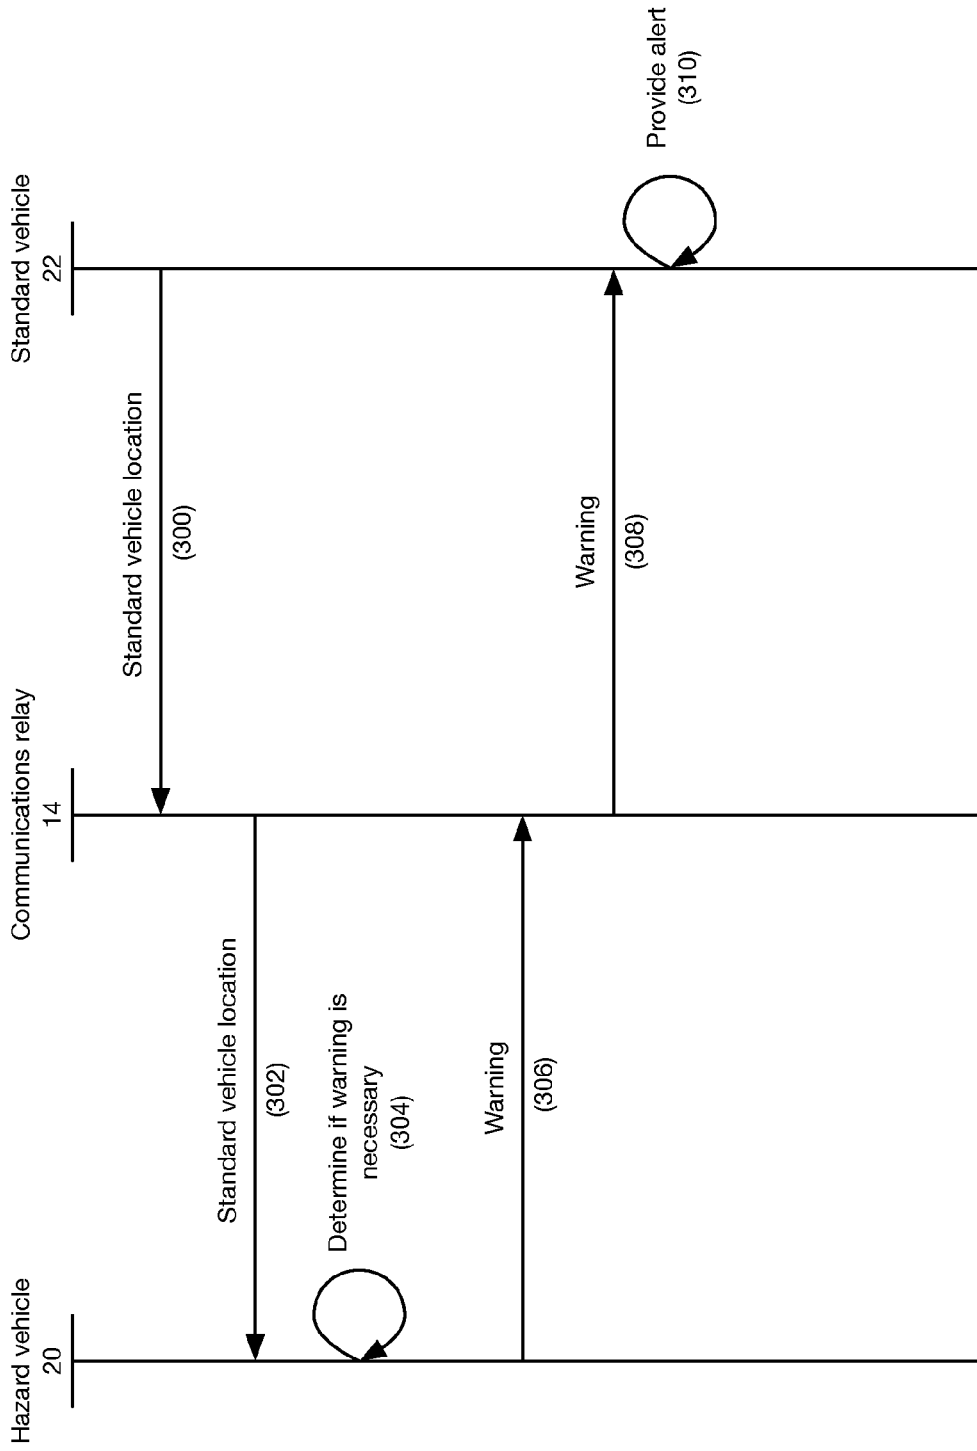 Hazard vehicle
20
Communications relay
14
Standard vehicle
22
Standard vehicle location
(300)
Standard vehicle location
(302)
Determine if warning is
necessary
(304)
Warning
(306)
Warning
(308)
Provide alert
(310)